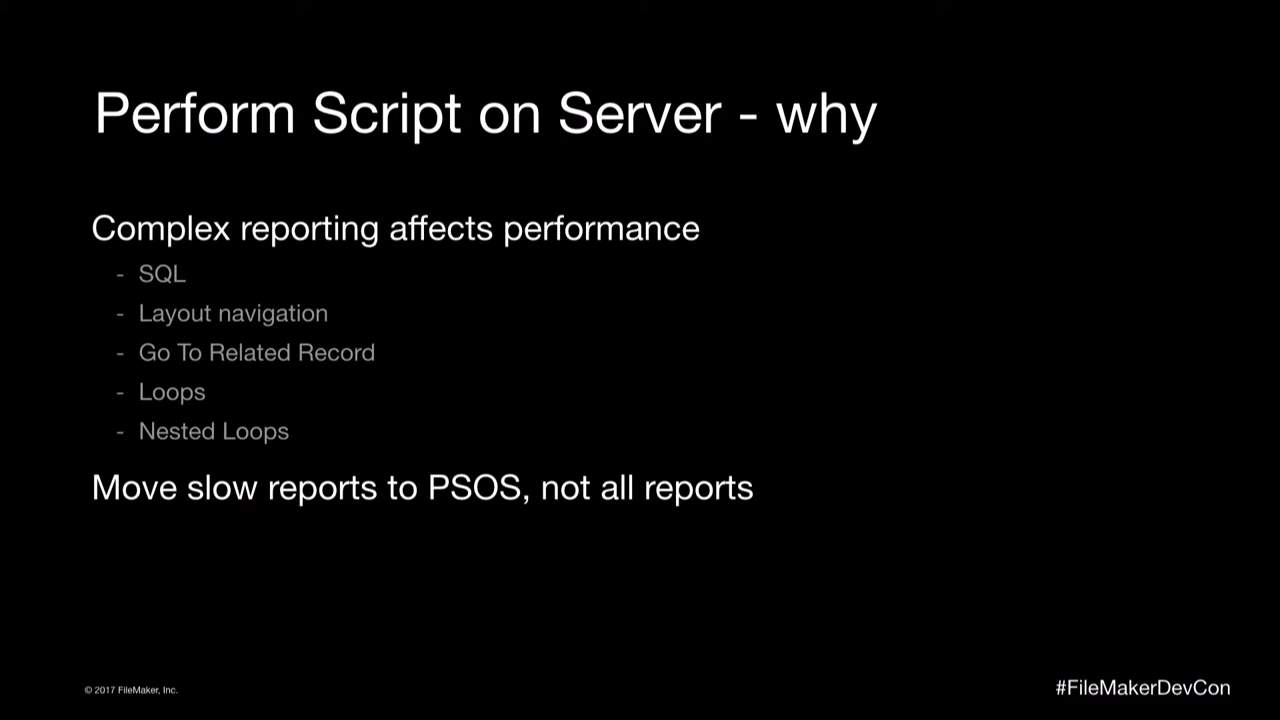 Perform Script on Server - why
Complex reporting affects performance
- SQL
- Layout navigation
- Go To Related Record
- Loops
- Nested Loops
Move slow reports to PSOS, not all reports
© 2017 FileMaker, Inc.
#FileMakerDevCon